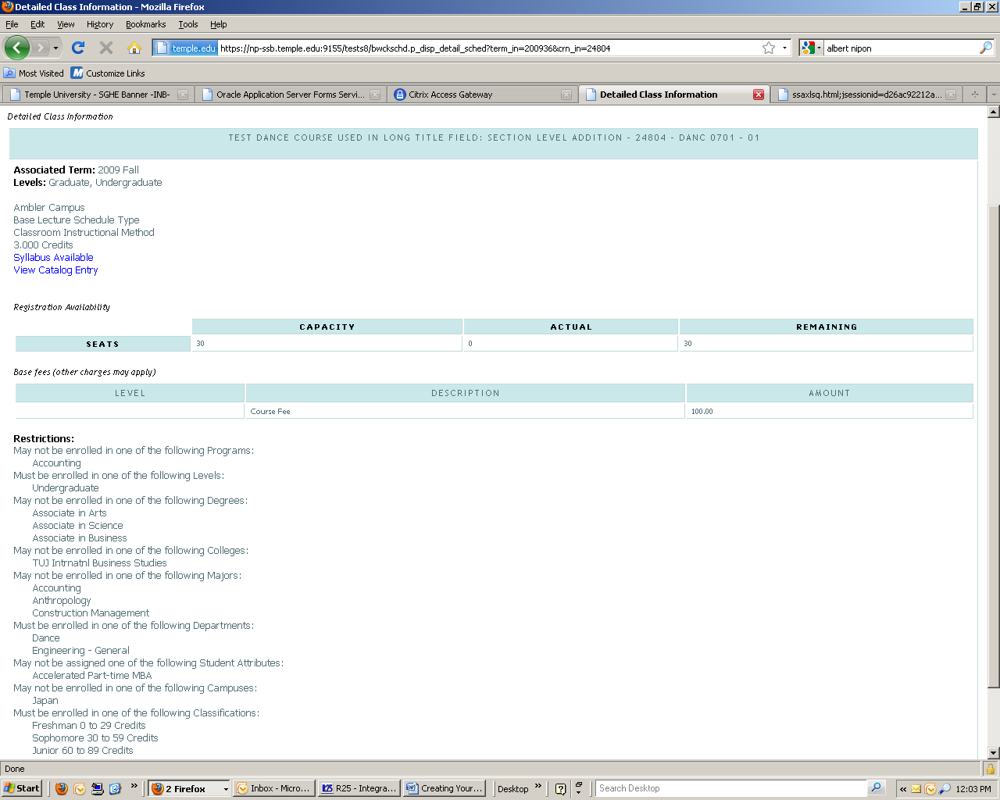 Detailed Class Information - Mozilla Firefox
File Edit View History Bookmarks Tools Help
temple.edu https://np-ssb.temple.edu:9155/tests8/bwckschd.p_disp_detail_sched?term_in=200936&crn_in=24804 albert nipon
Most Visited Customize Links
Temple University - SGHE Banner -INB- Oracle Application Server Forms Servi... Citrix Access Gateway Detailed Class Information ssaxlsq.html;jsessionid=d26ac92212a...
Detailed Class Information
TEST DANCE COURSE USED IN LONG TITLE FIELD: SECTION LEVEL ADDITION - 24804 - DANC 0701 - 01
Associated Term: 2009 Fall
Levels: Graduate, Undergraduate
Ambler Campus
Base Lecture Schedule Type
Classroom Instructional Method
3.000 Credits
Syllabus Available
View Catalog Entry
Registration Availability
CAPACITY ACTUAL REMAINING
SEATS 30 0 30
Base fees (other charges may apply)
LEVEL DESCRIPTION AMOUNT
Course Fee 100.00
Restrictions:
May not be enrolled in one of the following Programs:
Accounting
Must be enrolled in one of the following Levels:
Undergraduate
May not be enrolled in one of the following Degrees:
Associate in Arts
Associate in Science
Associate in Business
May not be enrolled in one of the following Colleges:
TUJ Intrnatnl Business Studies
May not be enrolled in one of the following Majors:
Accounting
Anthropology
Construction Management
Must be enrolled in one of the following Departments:
Dance
Engineering - General
May not be assigned one of the following Student Attributes:
Accelerated Part-time MBA
May not be enrolled in one of the following Campuses:
Japan
Must be enrolled in one of the following Classifications:
Freshman 0 to 29 Credits
Sophomore 30 to 59 Credits
Junior 60 to 89 Credits
Done
Start 2 Firefox Inbox - Micro... R25 - Integra... Creating Your... Desktop Search Desktop 12:03 PM